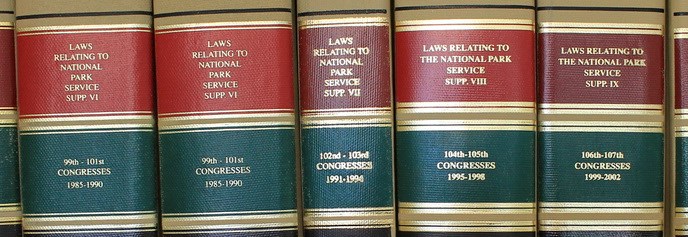 LAWS
RELATING TO
NATIONAL
PARK
SERVICE
SUPP. VI
99th - 101st
CONGRESSES
1985-1990
LAWS
RELATING TO
NATIONAL
PARK
SERVICE
SUPP. VI
99th - 101st
CONGRESSES
1985-1990
LAWS
RELATING TO
NATIONAL
PARK
SERVICE
SUPP. VII
102nd - 103rd
CONGRESSES
1991-1994
LAWS RELATING TO
THE NATIONAL PARK
SERVICE
SUPP. VIII
104th-105th
CONGRESSES
1995-1998
LAWS RELATING TO
THE NATIONAL PARK
SERVICE
SUPP. IX
106th-107th
CONGRESSES
1999-2002